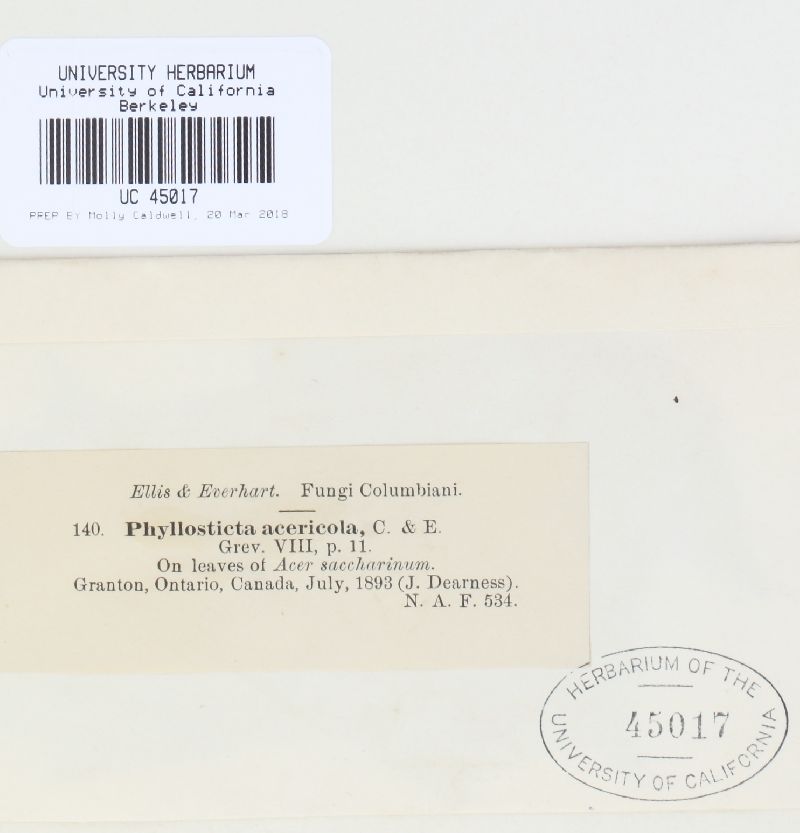 UNIVERSITY HERBARIUM
University of California
Berkeley
UC 45017
PREP BY Molly Caldwell, 20 Mar 2018
Ellis & Everhart. Fungi Columbiani.
140. Phyllosticta acericola, C. & E.
Grev. VIII, p. 11.
On leaves of Acer saccharinum.
Granton, Ontario, Canada, July, 1893 (J. Dearness).
N. A. F. 534.
HERBARIUM OF THE
45017
UNIVERSITY OF CALIFORNIA